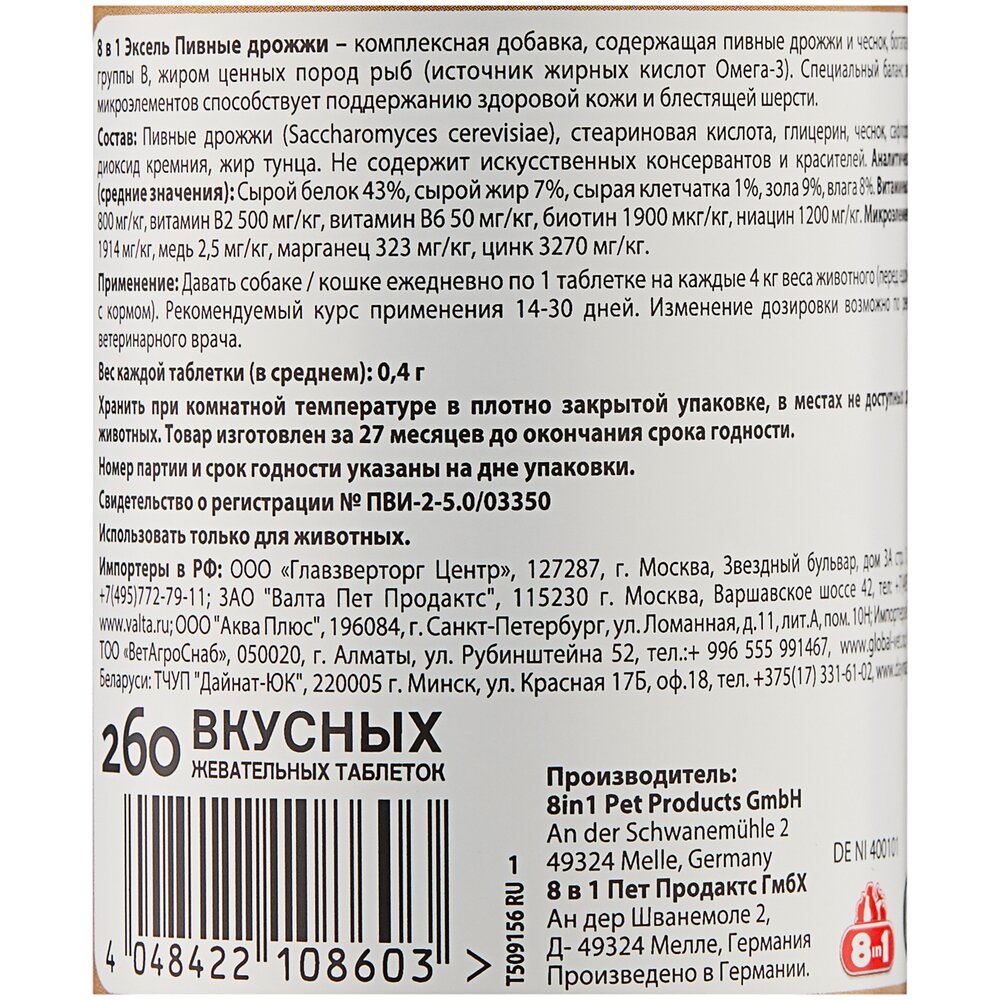 8 в 1 Эксель Пивные дрожжи – комплексная добавка, содержащая пивные дрожжи и чеснок,
группы В, жиром ценных пород рыб (источник жирных кислот Омега-3). Специальный баланс
микроэлементов способствует поддержанию здоровой кожи и блестящей шерсти.
Состав: Пивные дрожжи (Saccharomyces cerevisiae), стеариновая кислота, глицерин, чеснок,
диоксид кремния, жир тунца. Не содержит искусственных консервантов и красителей.
(средние значения): Сырой белок 43%, сырой жир 7%, сырая клетчатка 1%, зола 9%, влага 8%.
800 мг/кг, витамин В2 500 мг/кг, витамин В6 50 мг/кг, биотин 1900 мкг/кг, ниацин 1200 мг/кг.
1914 мг/кг, медь 2,5 мг/кг, марганец 323 мг/кг, цинк 3270 мг/кг.
Применение: Давать собаке / кошке ежедневно по 1 таблетке на каждые 4 кг веса животного (перед
с кормом). Рекомендуемый курс применения 14-30 дней. Изменение дозировки возможно по
ветеринарного врача.
Вес каждой таблетки (в среднем): 0,4 г
Хранить при комнатной температуре в плотно закрытой упаковке, в местах не доступных
животных. Товар изготовлен за 27 месяцев до окончания срока годности.
Номер партии и срок годности указаны на дне упаковки.
Свидетельство о регистрации № ПВИ-2-5.0/03350
Использовать только для животных.
Импортеры в РФ: ООО «Главзверторг Центр», 127287, г. Москва, Звездный бульвар, дом 3А стр.
+7(495)772-79-11; ЗАО "Валта Пет Продактс", 115230 г. Москва, Варшавское шоссе 42, тел:
www.valta.ru; ООО "Аква Плюс", 196084, г. Санкт-Петербург, ул. Ломанная, д.11, лит.А, пом. 10Н;
ТОО «ВетАгроСнаб», 050020, г. Алматы, ул. Рубинштейна 52, тел.:+ 996 555 991467,
Беларуси: ТЧУП "Дайнат-ЮК", 220005 г. Минск, ул. Красная 17Б, оф.18, тел. +375(17) 331-61-02,
260 ВКУСНЫХ
ЖЕВАТЕЛЬНЫХ ТАБЛЕТОК
4 048422 108603 >
T509156 RU 1
Производитель:
8in1 Pet Products GmbH
An der Schwanemühle 2
49324 Melle, Germany
8 в 1 Пет Продактс ГмбХ
Ан дер Шванемоле 2,
Д- 49324 Мелле, Германия
Произведено в Германии.
DE NI 400101
8in1